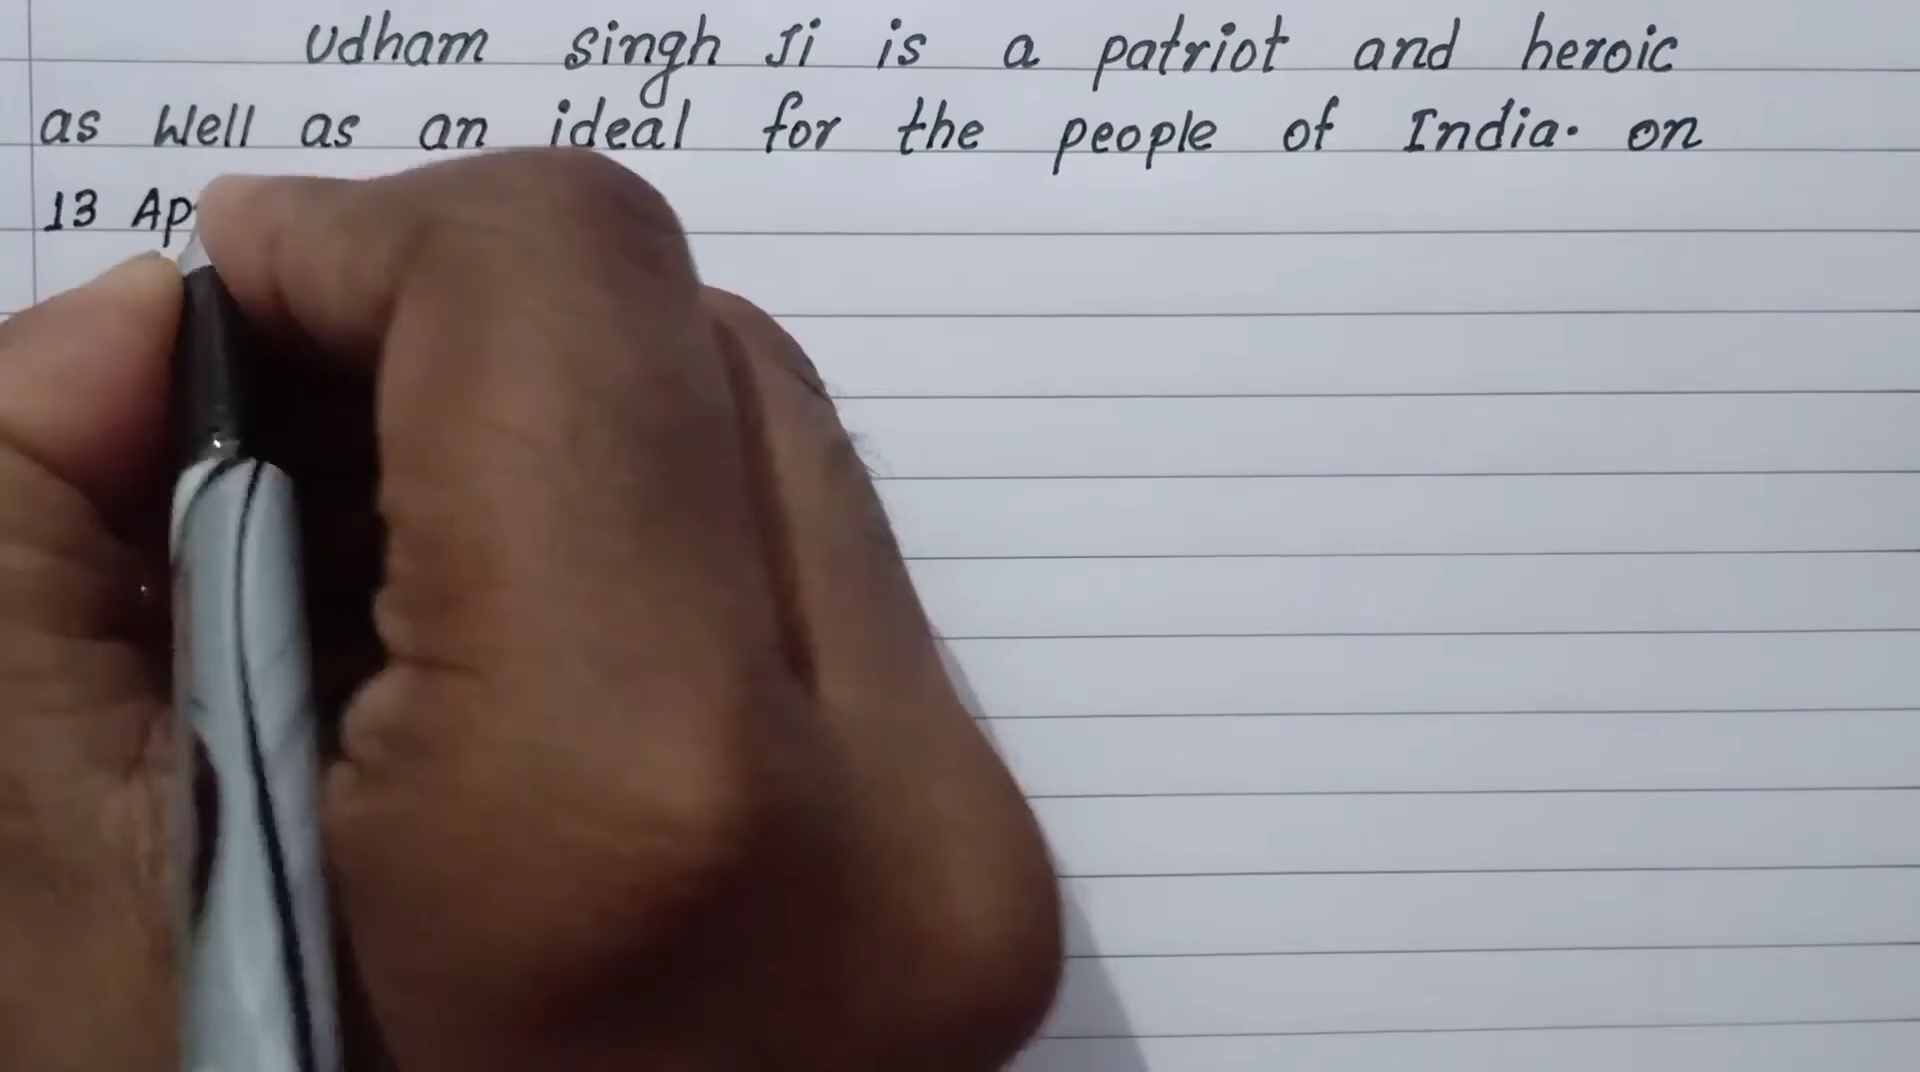 Udham singh Ji is a patriot and heroic
as Well as an ideal for the people of India. on
13 Ap